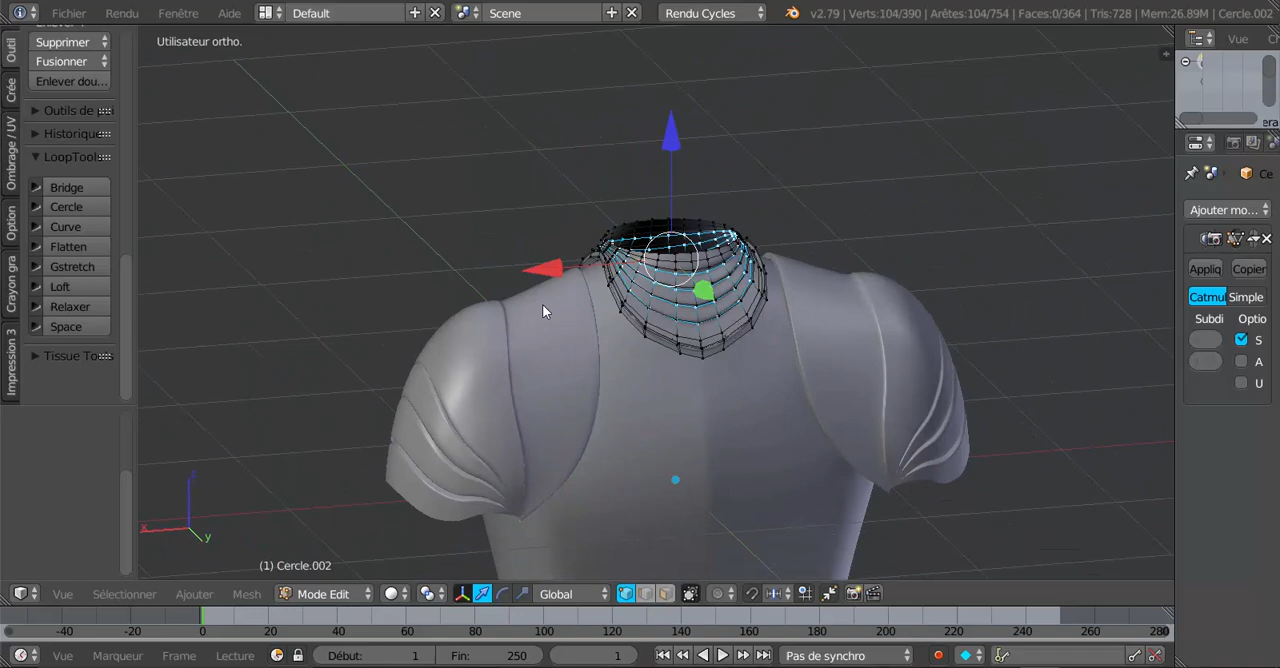 Fichier Rendu Fenêtre Aide Default Scene Rendu Cycles v2.79 | Verts:104/390 | Arêtes:104/754 | Faces:0/364 | Tris:728 | Mem:26.89M | Cercle.002
Utilisateur ortho.
Outil
Crée
Ombrage / UV
Option
Crayon gra
Impression 3
Supprimer
Fusionner
Enlever dou...
Outils de
Historique
LoopTools
Bridge
Cercle
Curve
Flatten
Gstretch
Loft
Relaxer
Space
Tissue To
z
x
y
(1) Cercle.002
Vue
Ce
Ajouter mo...
Appliq Copier
Catmu Simple
Subdi Optio
S
A
U
Vue Sélectionner Ajouter Mesh Mode Edit Global
-40 -20 0 20 40 60 80 100 120 140 160 180 200 220 240 260 280
Vue Marqueur Frame Lecture Début: 1 Fin: 250 1 Pas de synchro